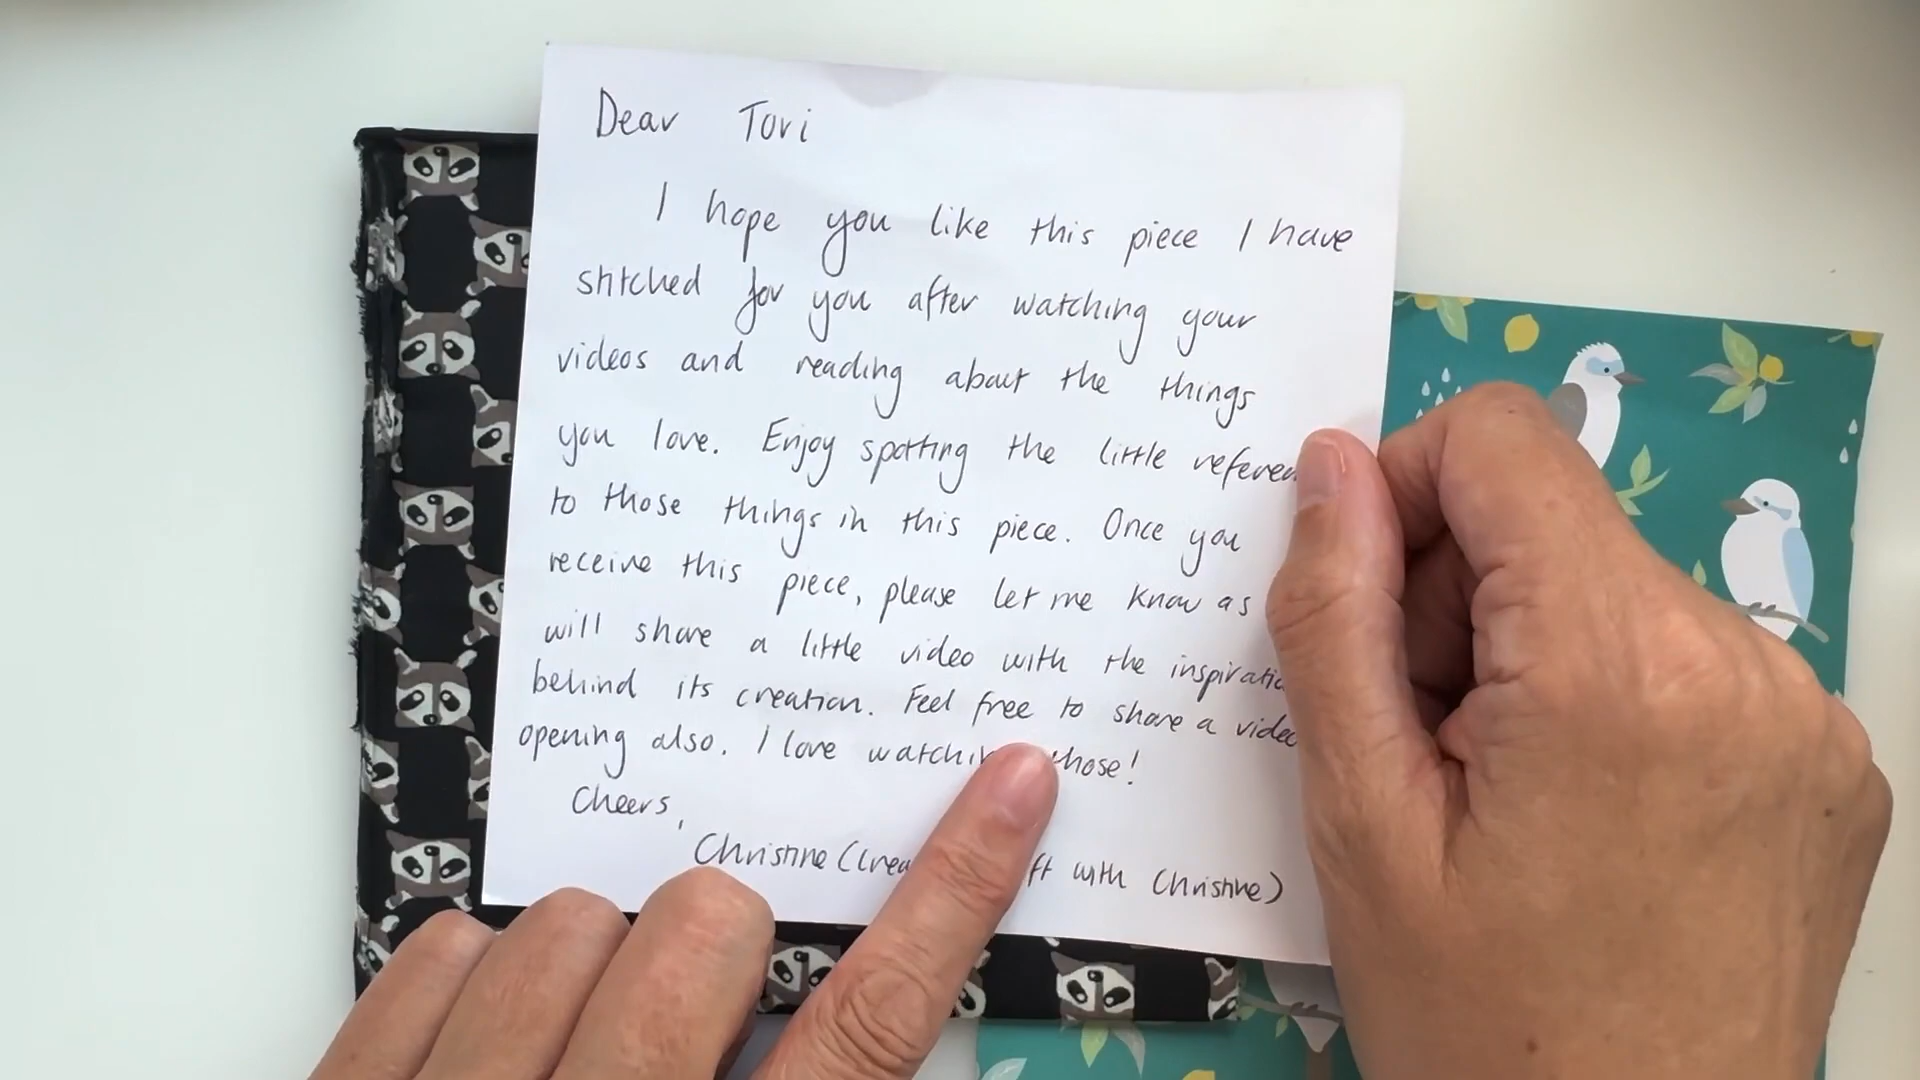 Dear Tori
I hope you like this piece I have
stitched for you after watching your
videos and reading about the things
you love. Enjoy spotting the little
to those things in this piece. Once you
receive this piece, please let me know as
will share a little video with the
behind its creation. Feel free to share a
opening also. I love those!
Cheers,
Christine with Christine)